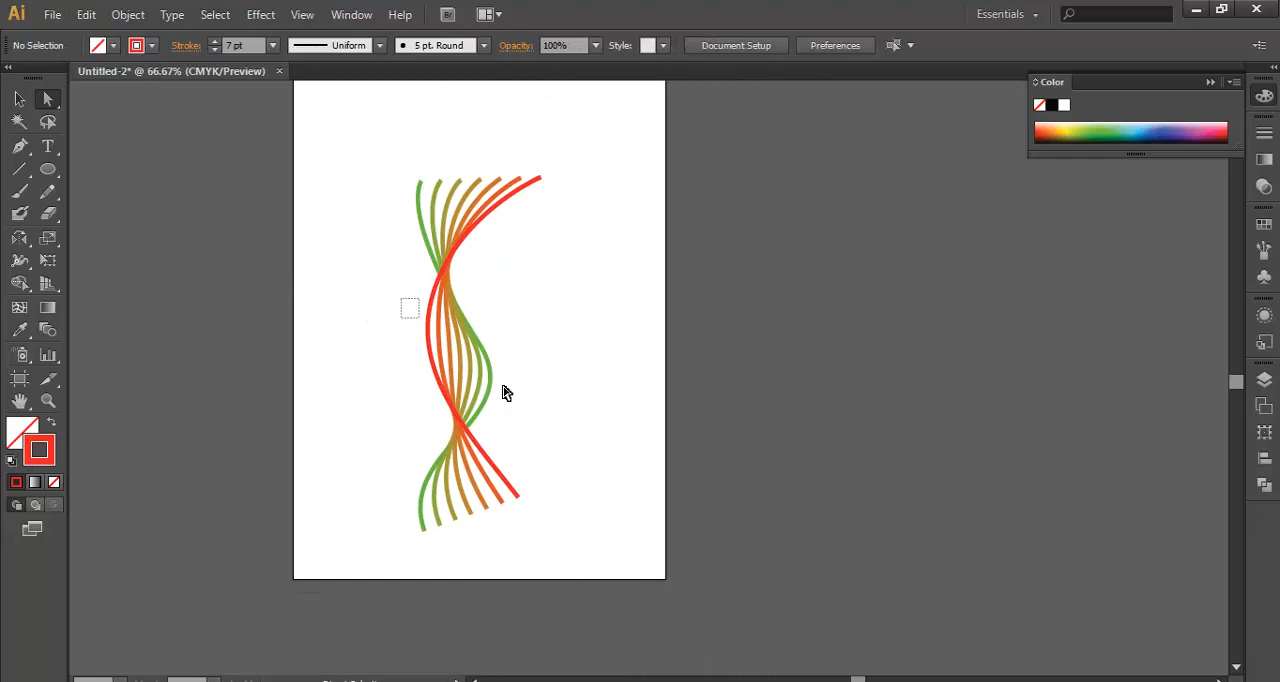 Ai File Edit Object Type Select Effect View Window Help Br Essentials
No Selection Stroke: 7 pt Uniform 5 pt. Round Opacity: 100% Style: Document Setup Preferences
Untitled-2* @ 66.67% (CMYK/Preview) ×
Color
T